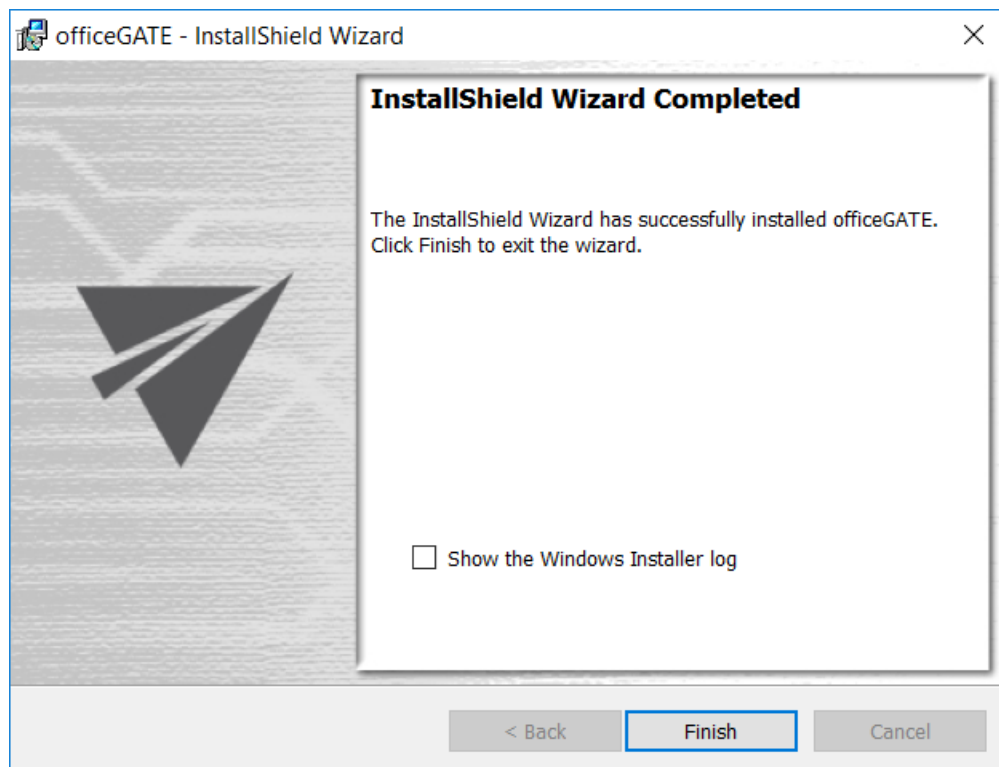 officeGATE - InstallShield Wizard
InstallShield Wizard Completed
The InstallShield Wizard has successfully installed officeGATE.
Click Finish to exit the wizard.
Show the Windows Installer log
< Back
Finish
Cancel